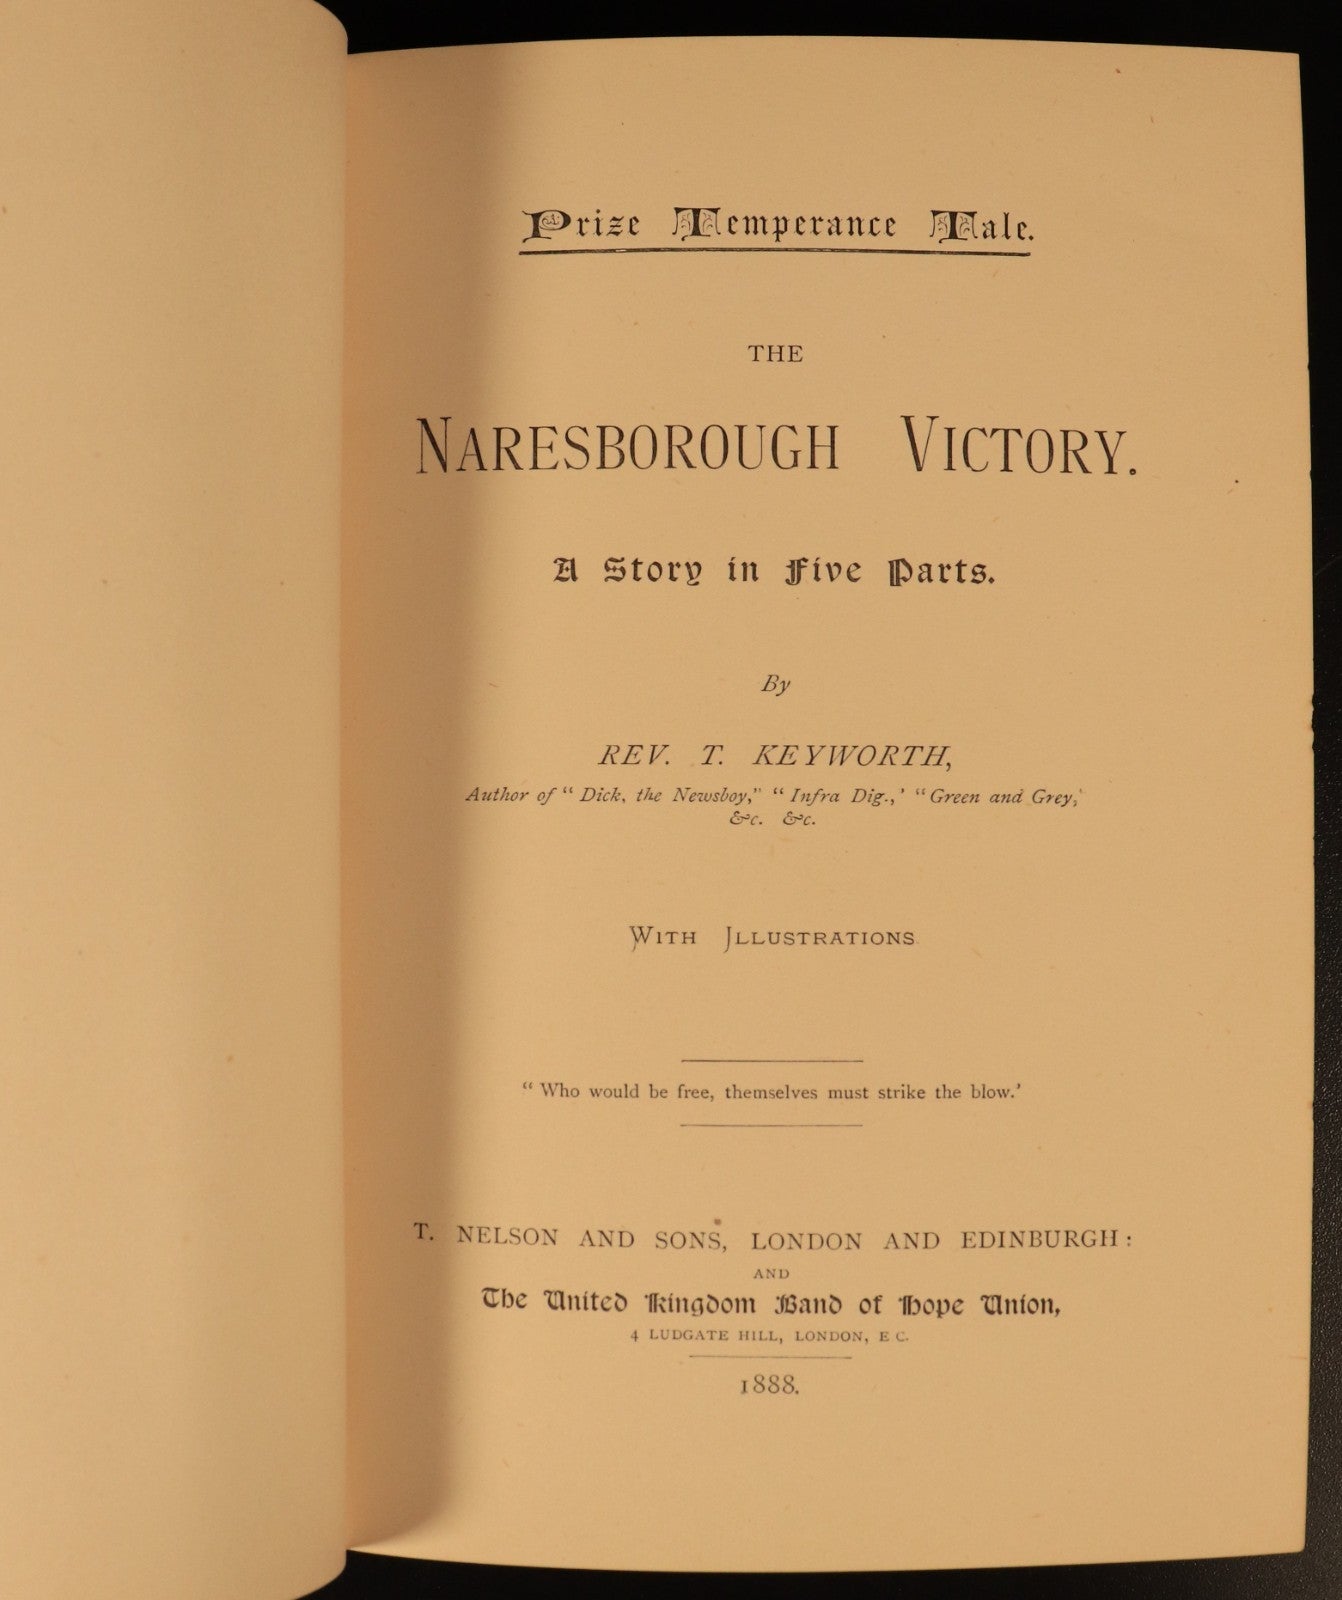 Prize Temperance Tale.
THE
NARESBOROUGH VICTORY.
A Story in Five Parts.
By
REV. T. KEYWORTH,
Author of "Dick, the Newsboy," "Infra Dig.,' "Green and Grey,'
&c. &c.
WITH ILLUSTRATIONS
"Who would be free, themselves must strike the blow.'
T. NELSON AND SONS, LONDON AND EDINBURGH:
AND
The United Kingdom Band of Hope Union,
4 LUDGATE HILL, LONDON, E C.
1888.